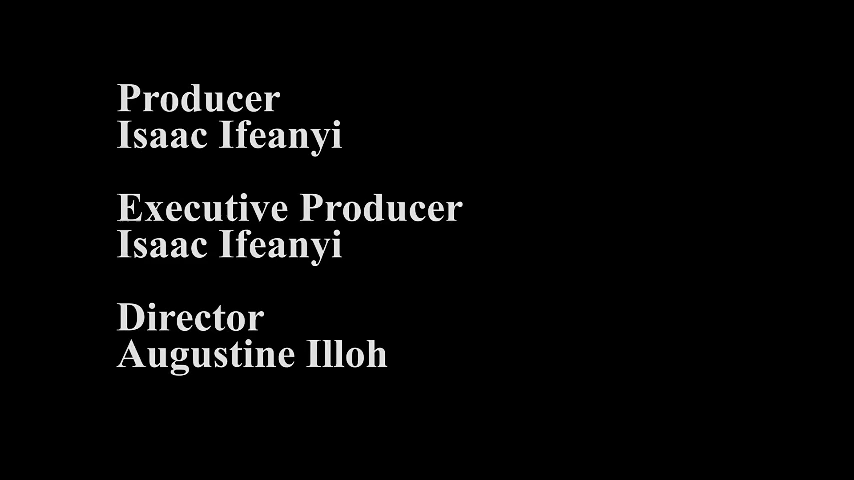 Producer
Isaac Ifeanyi
Executive Producer
Isaac Ifeanyi
Director
Augustine Illoh